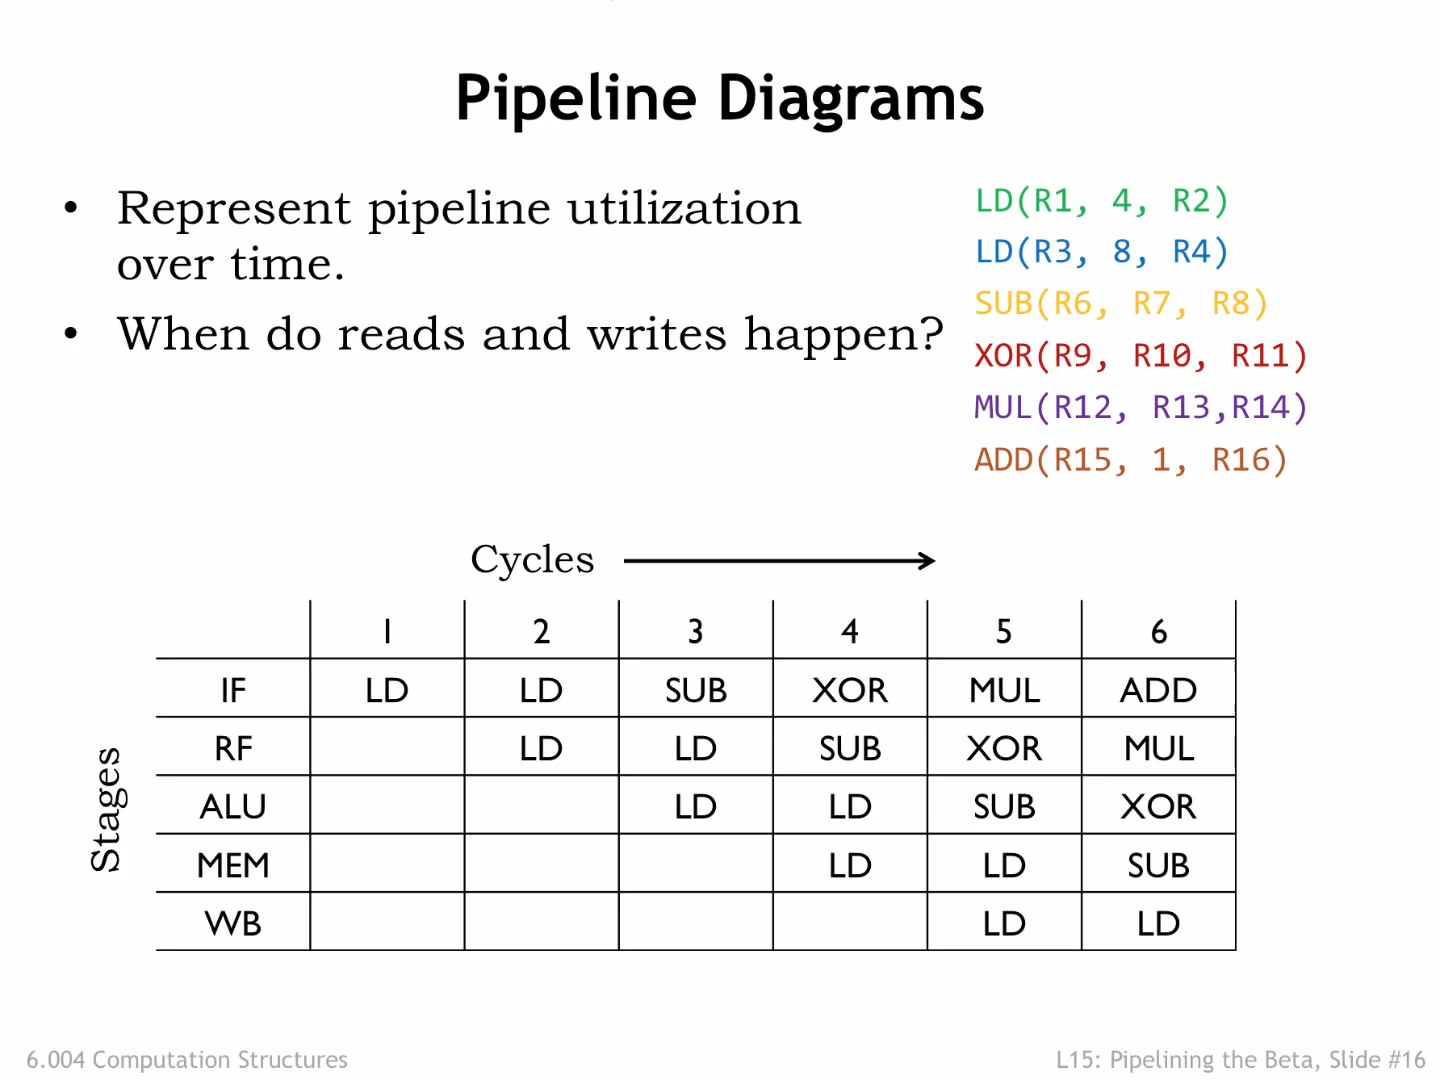 Pipeline Diagrams
• Represent pipeline utilization
over time.
• When do reads and writes happen?
LD(R1, 4, R2)
LD(R3, 8, R4)
SUB(R6, R7, R8)
XOR(R9, R10, R11)
MUL(R12, R13,R14)
ADD(R15, 1, R16)
Cycles
Stages
1 2 3 4 5 6
IF LD LD SUB XOR MUL ADD
RF LD LD SUB XOR MUL
ALU LD LD SUB XOR
MEM LD LD SUB
WB LD LD
6.004 Computation Structures
L15: Pipelining the Beta, Slide #16